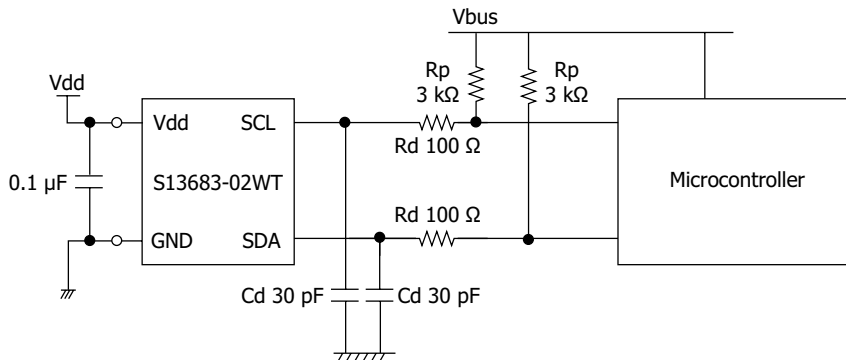 Vbus
Rp
3 kΩ
Rp
3 kΩ
Vdd
Vdd
SCL
Rd 100 Ω
0.1 µF
S13683-02WT
Microcontroller
Rd 100 Ω
GND
SDA
Cd 30 pF
Cd 30 pF